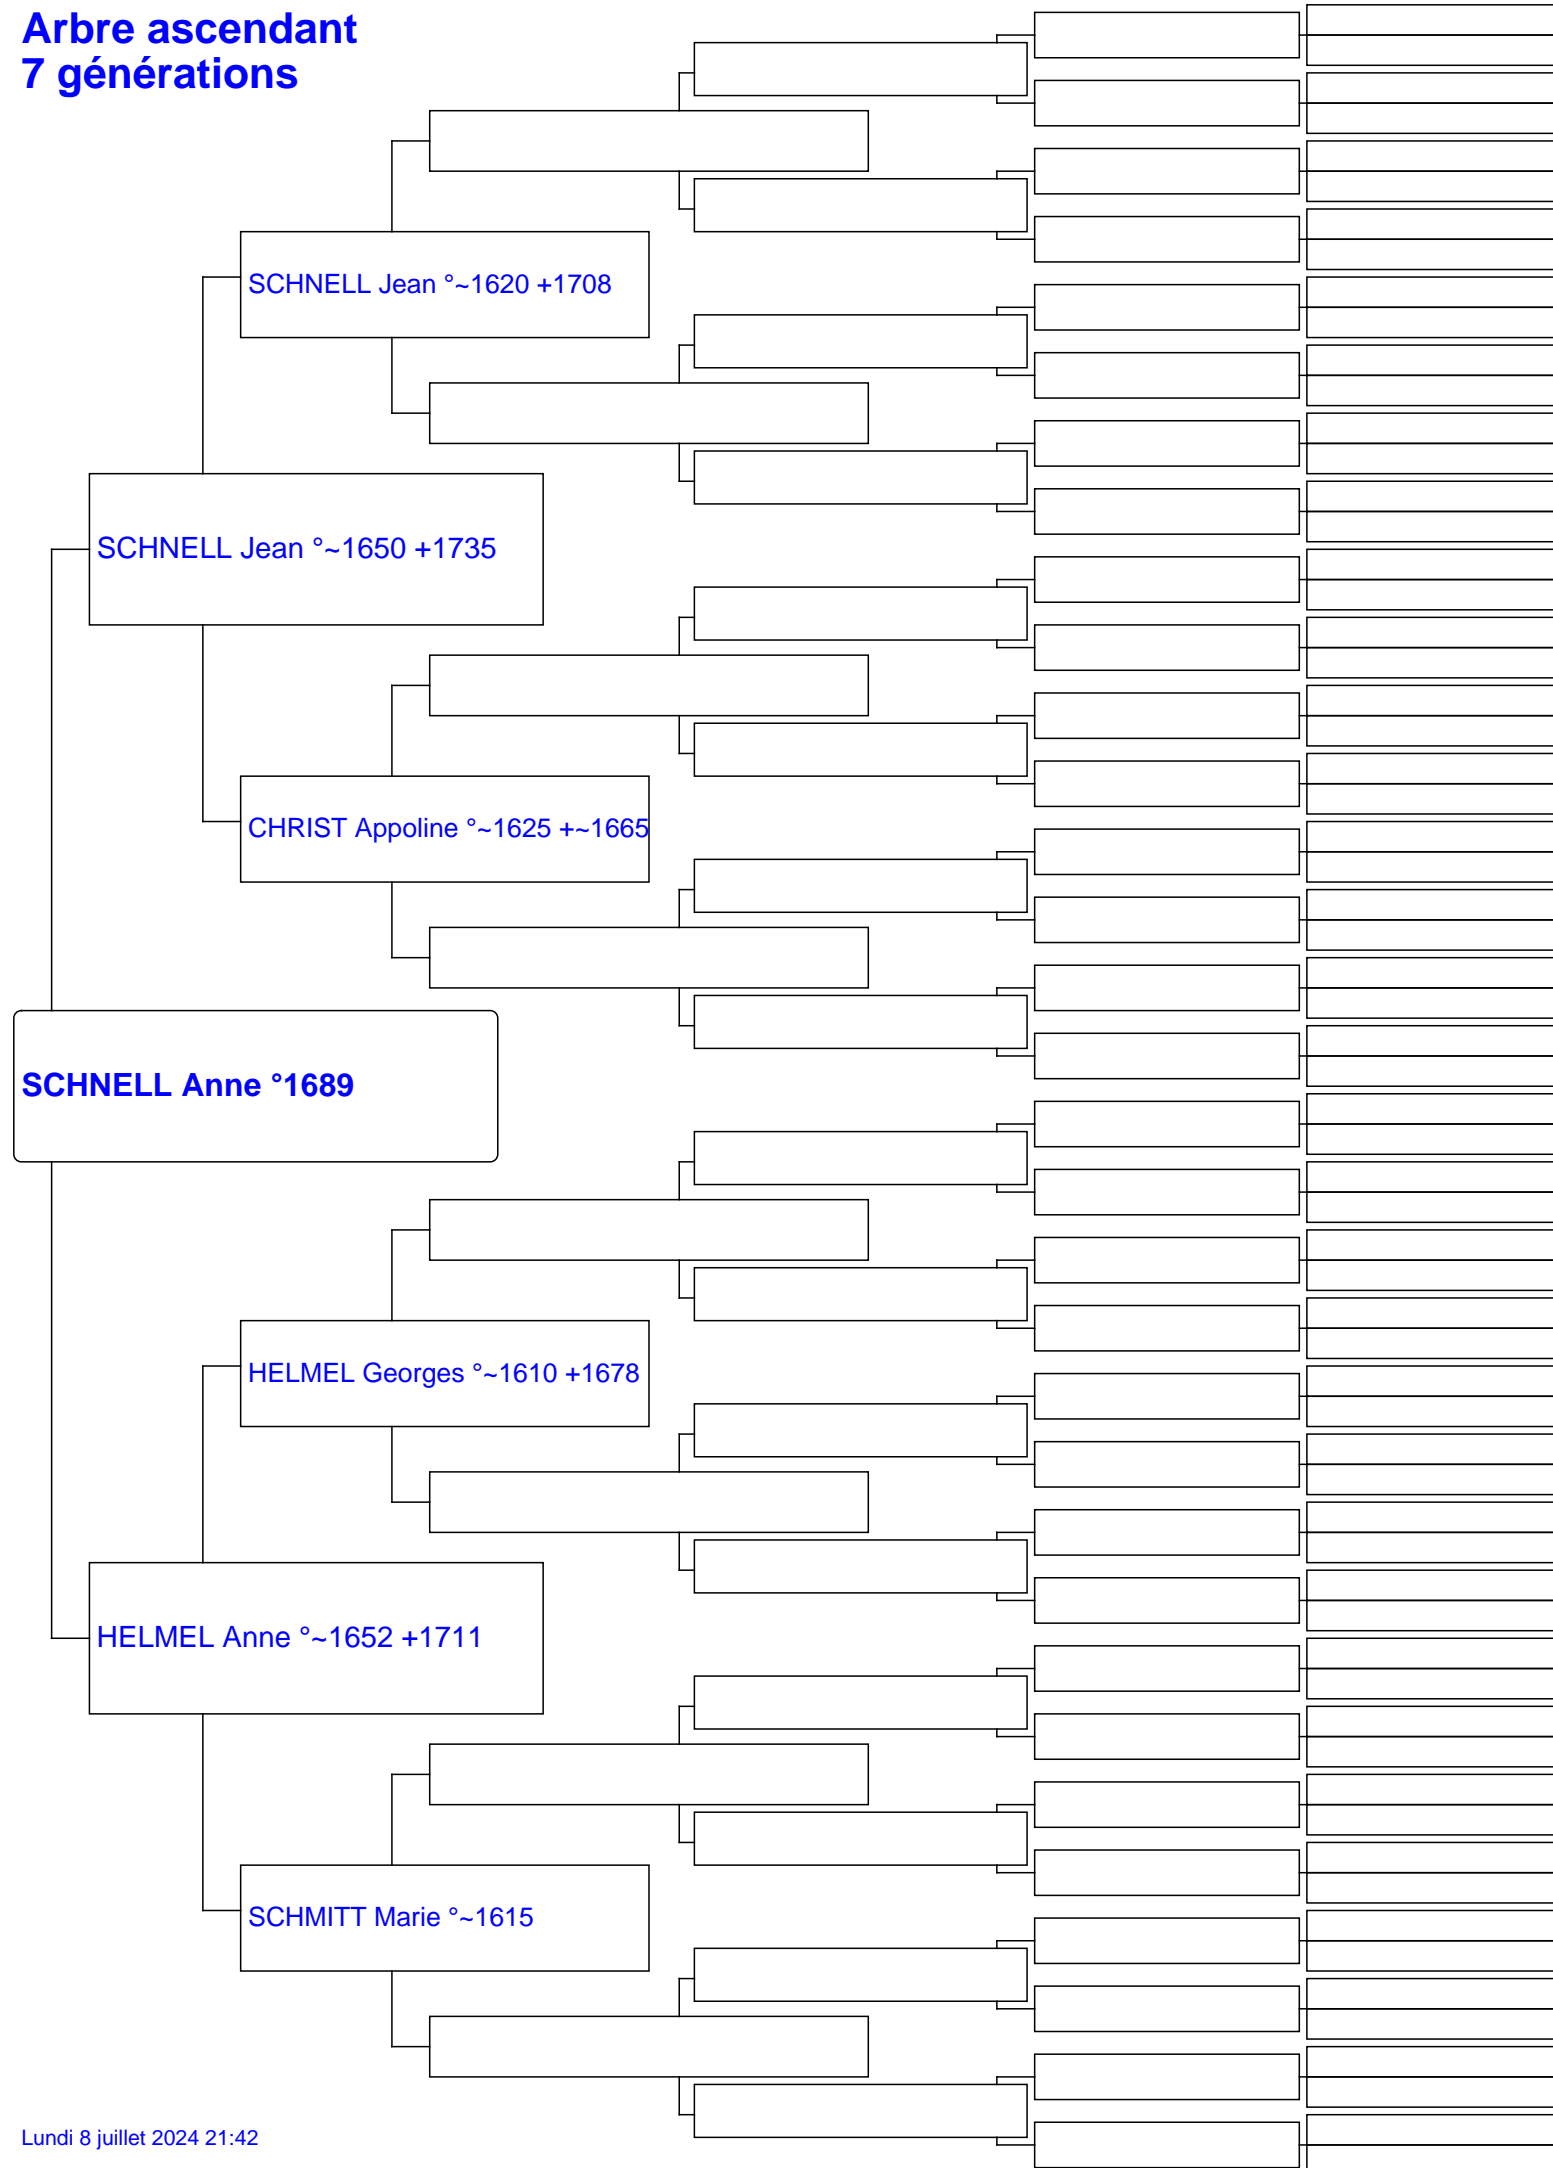 Arbre ascendant
7 générations
SCHNELL Jean °~1620 +1708
SCHNELL Jean °~1650 +1735
CHRIST Appoline °~1625 +~1665
SCHNELL Anne °1689
HELMEL Georges °~1610 +1678
HELMEL Anne °~1652 +1711
SCHMITT Marie °~1615
Lundi 8 juillet 2024 21:42